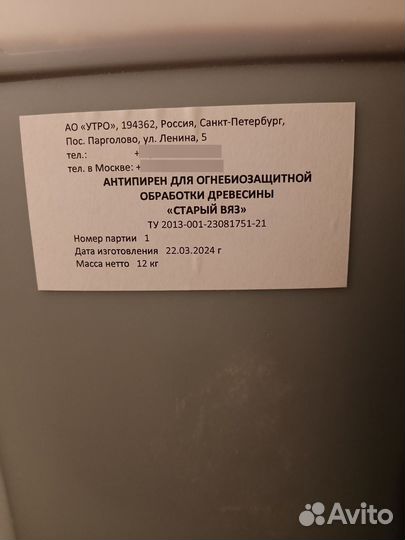 АО «УТРО», 194362, Россия, Санкт-Петербург,
Пос. Парголово, ул. Ленина, 5
тел.: +
тел. в Москве: +
АНТИПИРЕН ДЛЯ ОГНЕБИОЗАЩИТНОЙ
ОБРАБОТКИ ДРЕВЕСИНЫ
«СТАРЫЙ ВЯЗ»
ТУ 2013-001-23081751-21
Номер партии 1
Дата изготовления 22.03.2024 г
Масса нетто 12 кг
Avito